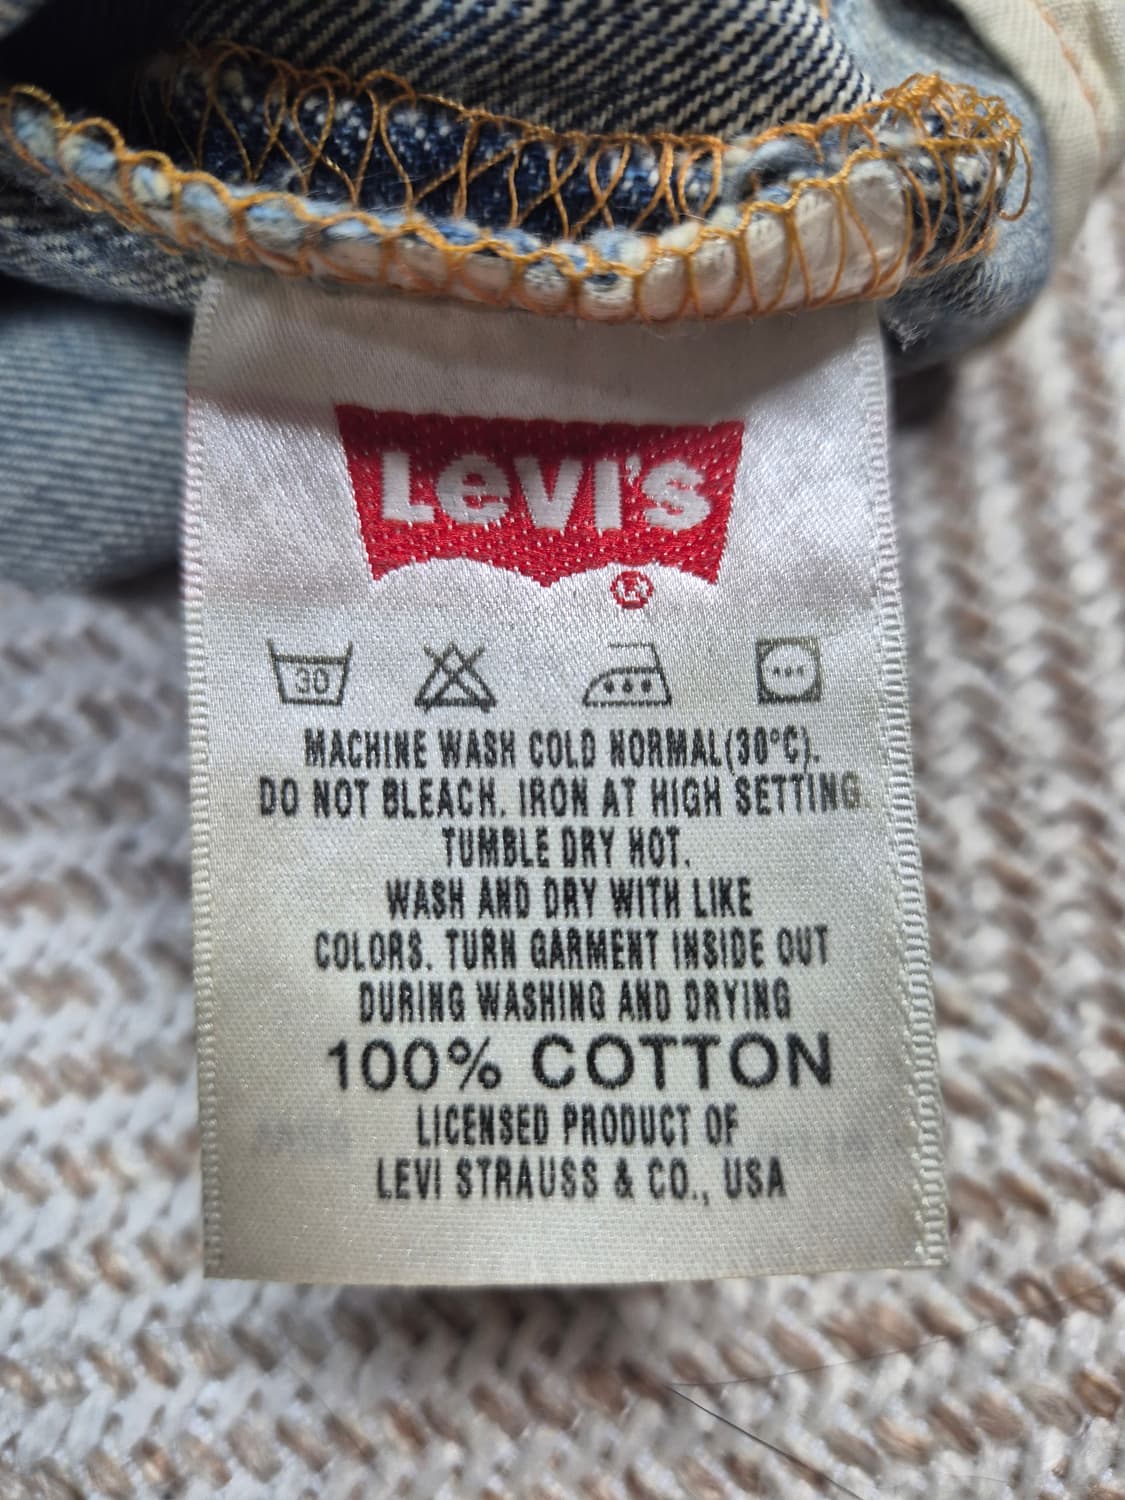 Levi's
®
30
MACHINE WASH COLD NORMAL(30°C).
DO NOT BLEACH. IRON AT HIGH SETTING
TUMBLE DRY HOT.
WASH AND DRY WITH LIKE
COLORS. TURN GARMENT INSIDE OUT
DURING WASHING AND DRYING
100% COTTON
LICENSED PRODUCT OF
LEVI STRAUSS & CO., USA